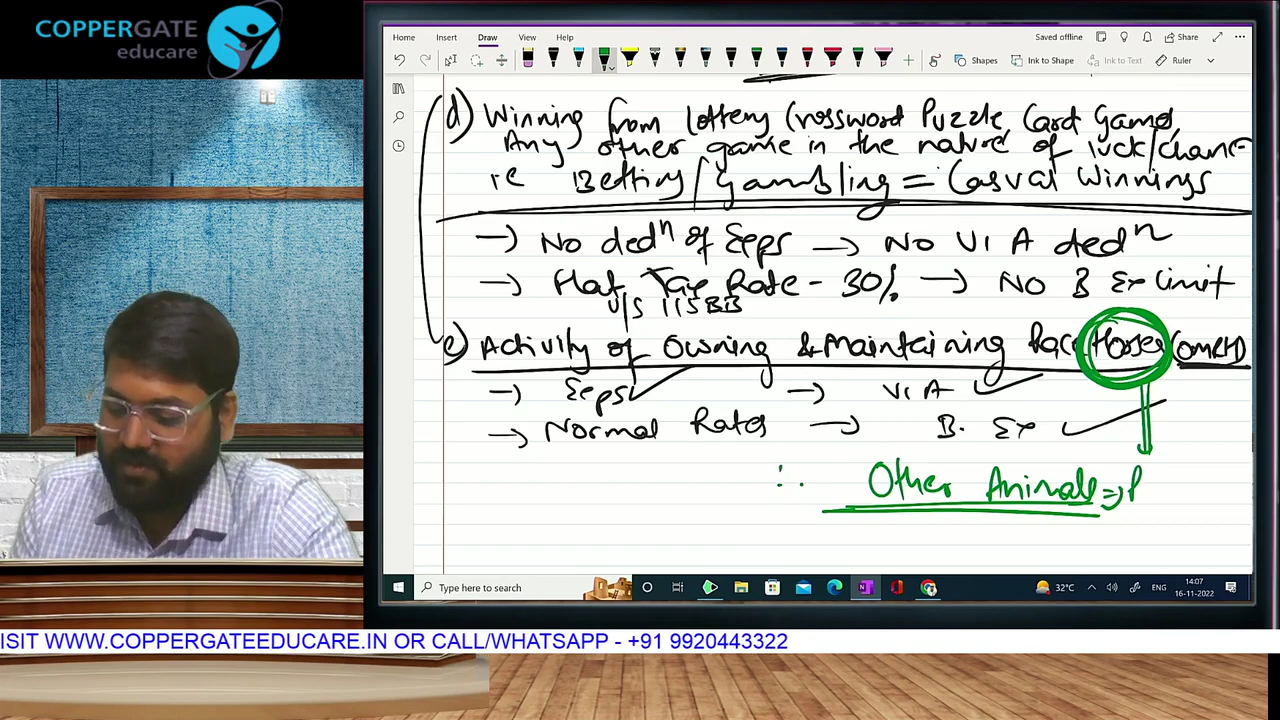 COPPERGATE
educare
Home Insert Draw View Help
Saved offline
Share
Shapes
Ink to Shape
Ink to Text
Ruler
d) Winning from lottery Crossword Puzzle Card Games,
Any other game in the nature of luck/chance
ie Betting/Gambling = Casual Winnings
→ No dedn of Exps → No VI A dedn
→ Flat Tax Rate - 30% → No B Ex limit
U/S 115BB
e) Activity of Owning & Maintaining Race Horses (OMRH)
→ Exps ✓ → VI A ✓
→ Normal Rates → B. Ex ✓
∴ Other Animals ⇒
Type here to search
32°C
ENG
14:07
16-11-2022
ISIT WWW.COPPERGATEEDUCARE.IN OR CALL/WHATSAPP - +91 9920443322